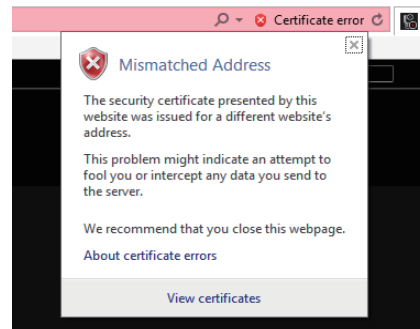 Certificate error
Mismatched Address
The security certificate presented by this
website was issued for a different website's
address.
This problem might indicate an attempt to
fool you or intercept any data you send to
the server.
We recommend that you close this webpage.
About certificate errors
View certificates